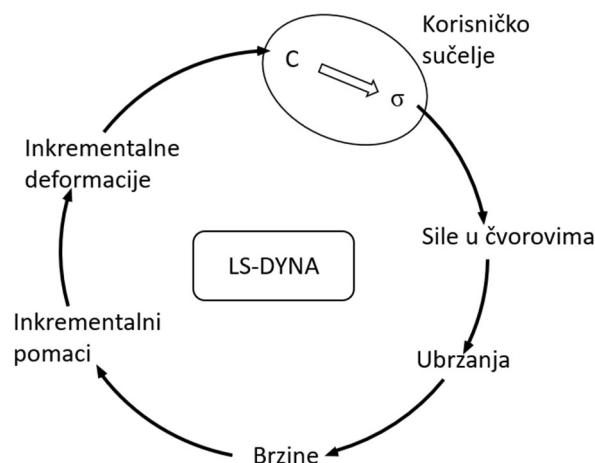 Korisničko
sučelje
C
σ
Inkrementalne
deformacije
Sile u čvorovima
LS-DYNA
Inkrementalni
pomaci
Ubrzanja
Brzine